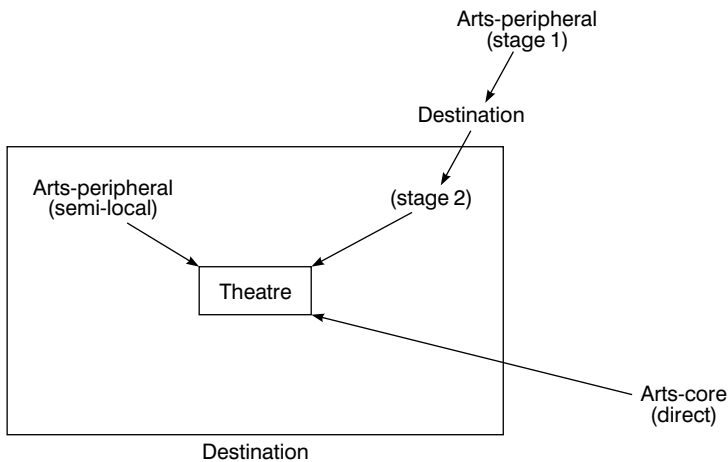 Arts-peripheral
(stage 1)
Destination
Arts-peripheral
(semi-local)
(stage 2)
Theatre
Arts-core
(direct)
Destination